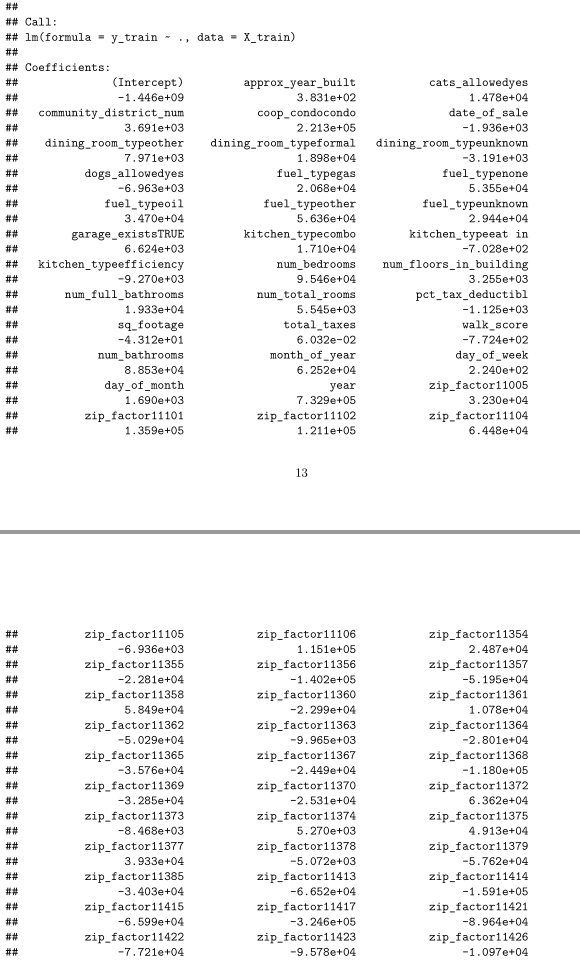 ##
## Call:
## lm(formula = y_train ~ ., data = X_train)
##
## Coefficients:
## (Intercept) approx_year_built cats_allowedyes
## -1.446e+09 3.831e+02 1.478e+04
## community_district_num coop_condocondo date_of_sale
## 3.691e+03 2.213e+05 -1.936e+03
## dining_room_typeother dining_room_typeformal dining_room_typeunknown
## 7.971e+03 1.898e+04 -3.191e+03
## dogs_allowedyes fuel_typegas fuel_typenone
## -6.963e+03 2.068e+04 5.355e+04
## fuel_typeoil fuel_typeother fuel_typeunknown
## 3.470e+04 5.636e+04 2.944e+04
## garage_existsTRUE kitchen_typecombo kitchen_typeeat in
## 6.624e+03 1.710e+04 -7.028e+02
## kitchen_typeefficiency num_bedrooms num_floors_in_building
## -9.270e+03 9.546e+04 3.255e+03
## num_full_bathrooms num_total_rooms pct_tax_deductibl
## 1.933e+04 5.545e+03 -1.125e+03
## sq_footage total_taxes walk_score
## -4.312e+01 6.032e-02 -7.724e+02
## num_bathrooms month_of_year day_of_week
## 8.853e+04 6.252e+04 2.240e+02
## day_of_month year zip_factor11005
## 1.690e+03 7.329e+05 3.230e+04
## zip_factor11101 zip_factor11102 zip_factor11104
## 1.359e+05 1.211e+05 6.448e+04
13
## zip_factor11105 zip_factor11106 zip_factor11354
## -6.936e+03 1.151e+05 2.487e+04
## zip_factor11355 zip_factor11356 zip_factor11357
## -2.281e+04 -1.402e+05 -5.195e+04
## zip_factor11358 zip_factor11360 zip_factor11361
## 5.849e+04 -2.299e+04 1.078e+04
## zip_factor11362 zip_factor11363 zip_factor11364
## -5.029e+04 -9.965e+03 -2.801e+04
## zip_factor11365 zip_factor11367 zip_factor11368
## -3.576e+04 -2.449e+04 -1.180e+05
## zip_factor11369 zip_factor11370 zip_factor11372
## -3.285e+04 -2.531e+04 6.362e+04
## zip_factor11373 zip_factor11374 zip_factor11375
## -8.468e+03 5.270e+03 4.913e+04
## zip_factor11377 zip_factor11378 zip_factor11379
## 3.933e+04 -5.072e+03 -5.762e+04
## zip_factor11385 zip_factor11413 zip_factor11414
## -3.403e+04 -6.652e+04 -1.591e+05
## zip_factor11415 zip_factor11417 zip_factor11421
## -6.599e+04 -3.246e+05 -8.964e+04
## zip_factor11422 zip_factor11423 zip_factor11426
## -7.721e+04 -9.578e+04 -1.097e+04